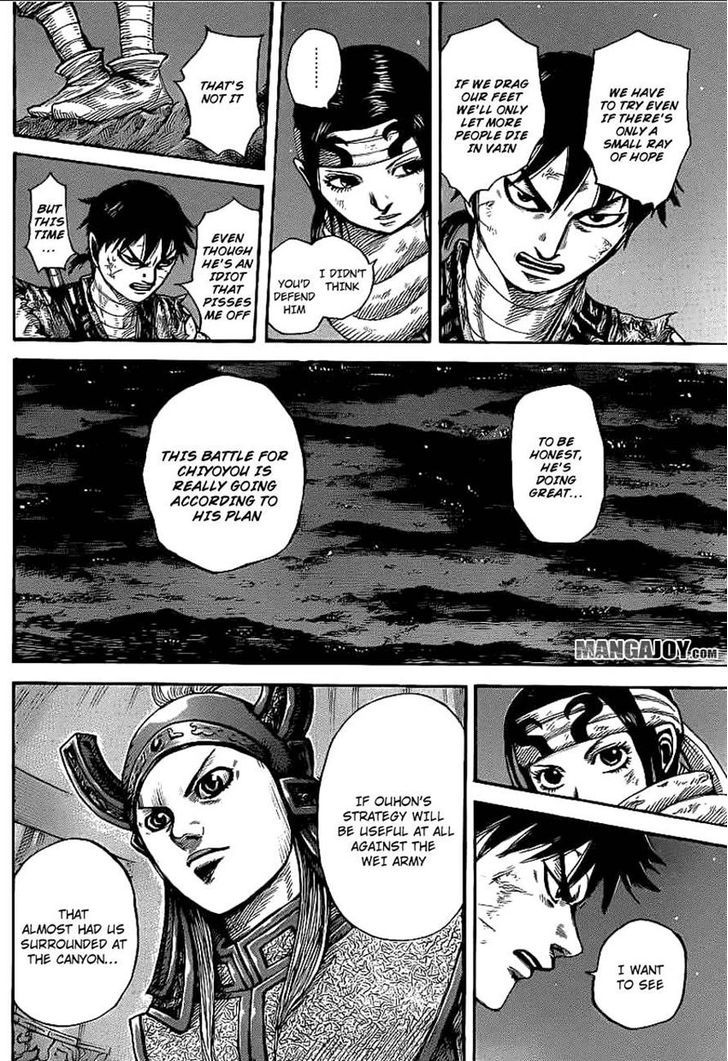 WE HAVE
TO TRY EVEN
IF THERE'S
ONLY A
SMALL RAY
OF HOPE
IF WE DRAG
OUR FEET
WE'LL ONLY
LET MORE
PEOPLE DIE
IN VAIN
........
I DIDN'T
THINK
YOU'D
DEFEND
HIM
THAT'S
NOT IT
EVEN
THOUGH
HE'S AN
IDIOT
THAT
PISSES
ME OFF
BUT
THIS
TIME
...
TO BE
HONEST,
HE'S
DOING
GREAT...
THIS BATTLE FOR
CHIYOYOU IS
REALLY GOING
ACCORDING TO
HIS PLAN
MANGAJOY.COM
I WANT
TO SEE
IF OUHON'S
STRATEGY WILL
BE USEFUL AT ALL
AGAINST THE
WEI ARMY
THAT
ALMOST HAD US
SURROUNDED AT
THE CANYON...